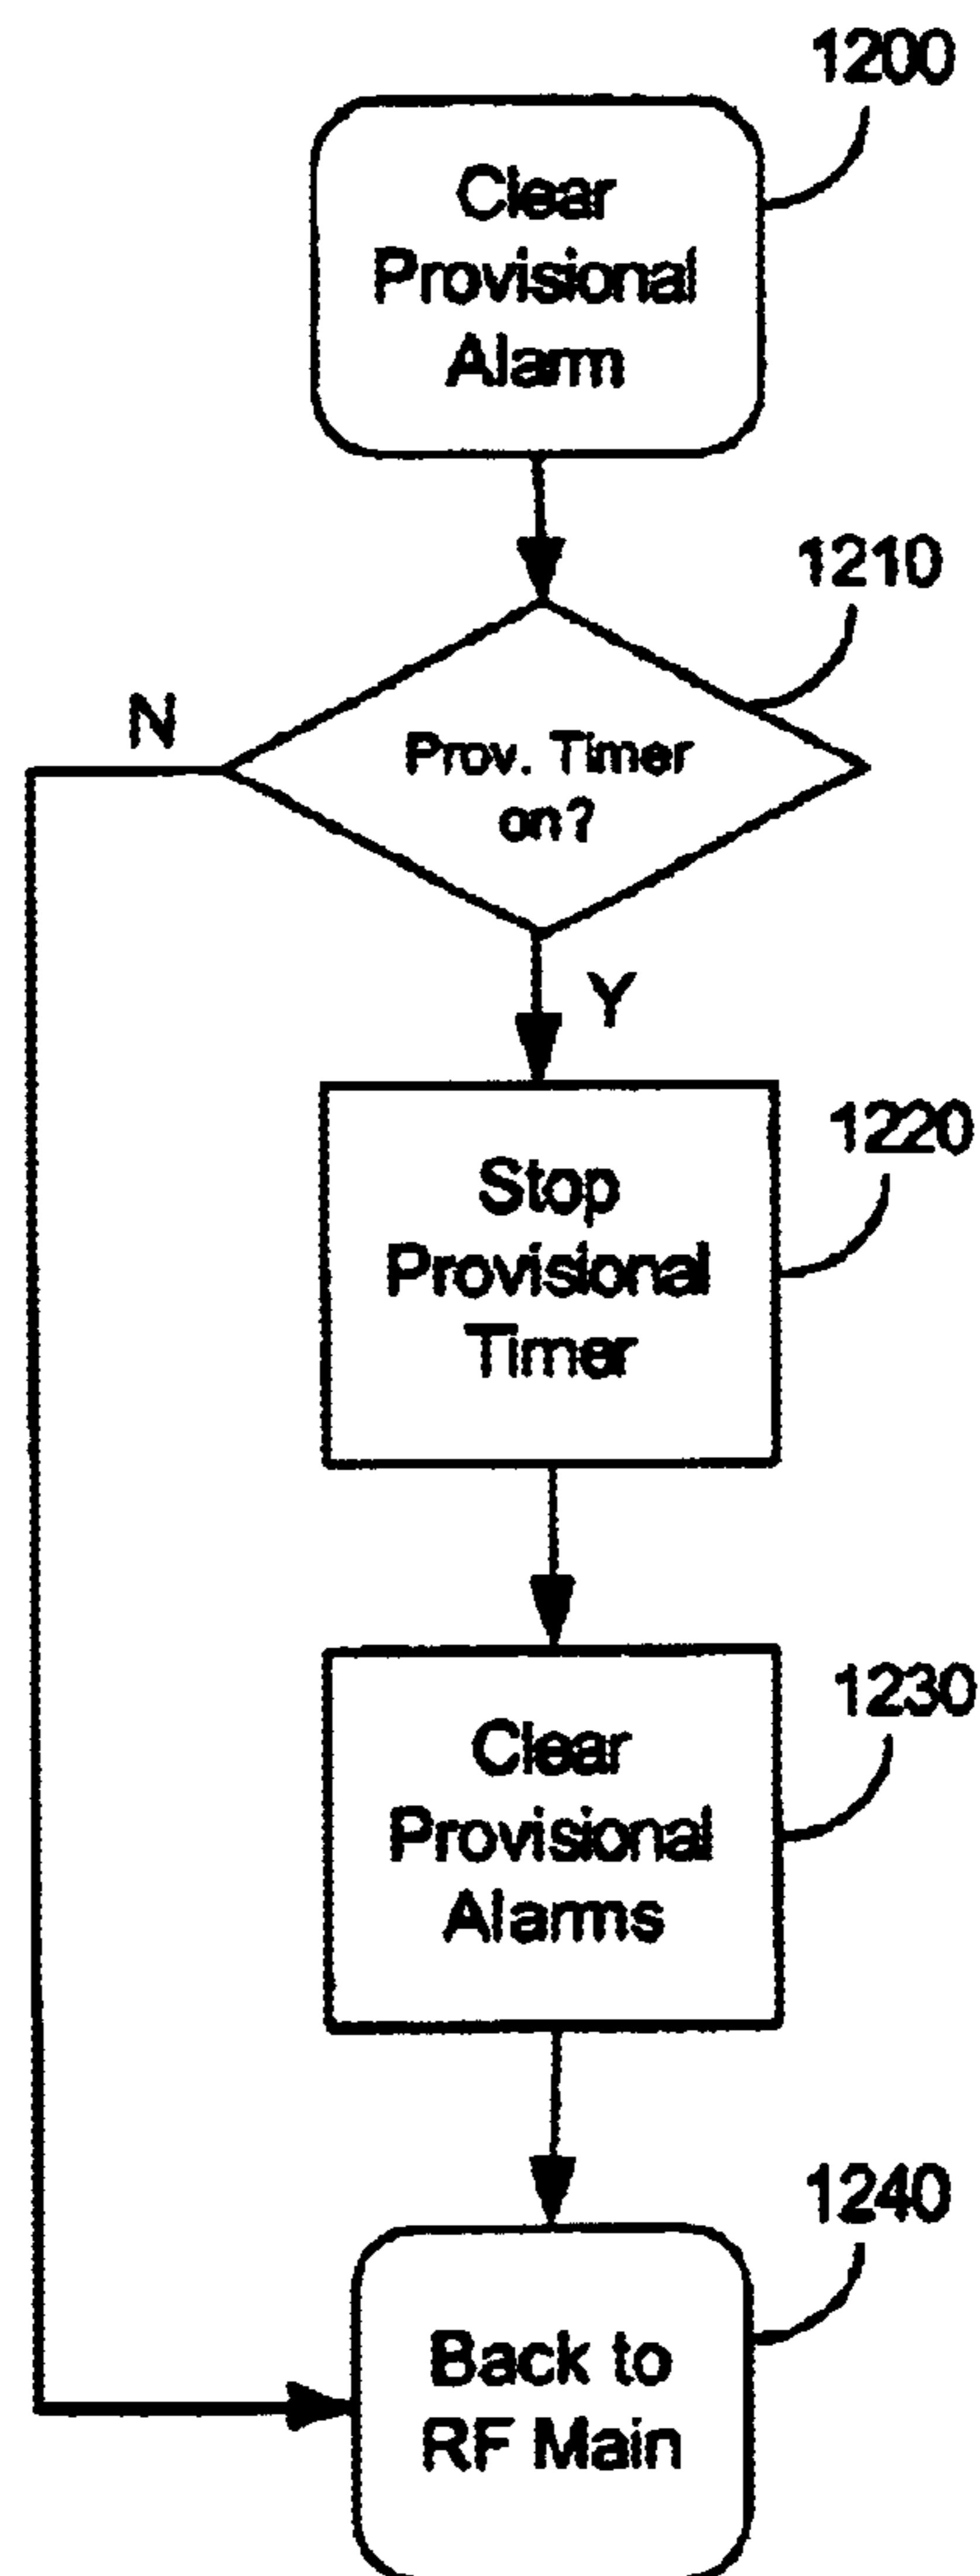 1200
Clear
Provisional
Alarm
1210
N
Prov. Timer
on?
Y
1220
Stop
Provisional
Timer
1230
Clear
Provisional
Alarms
1240
Back to
RF Main